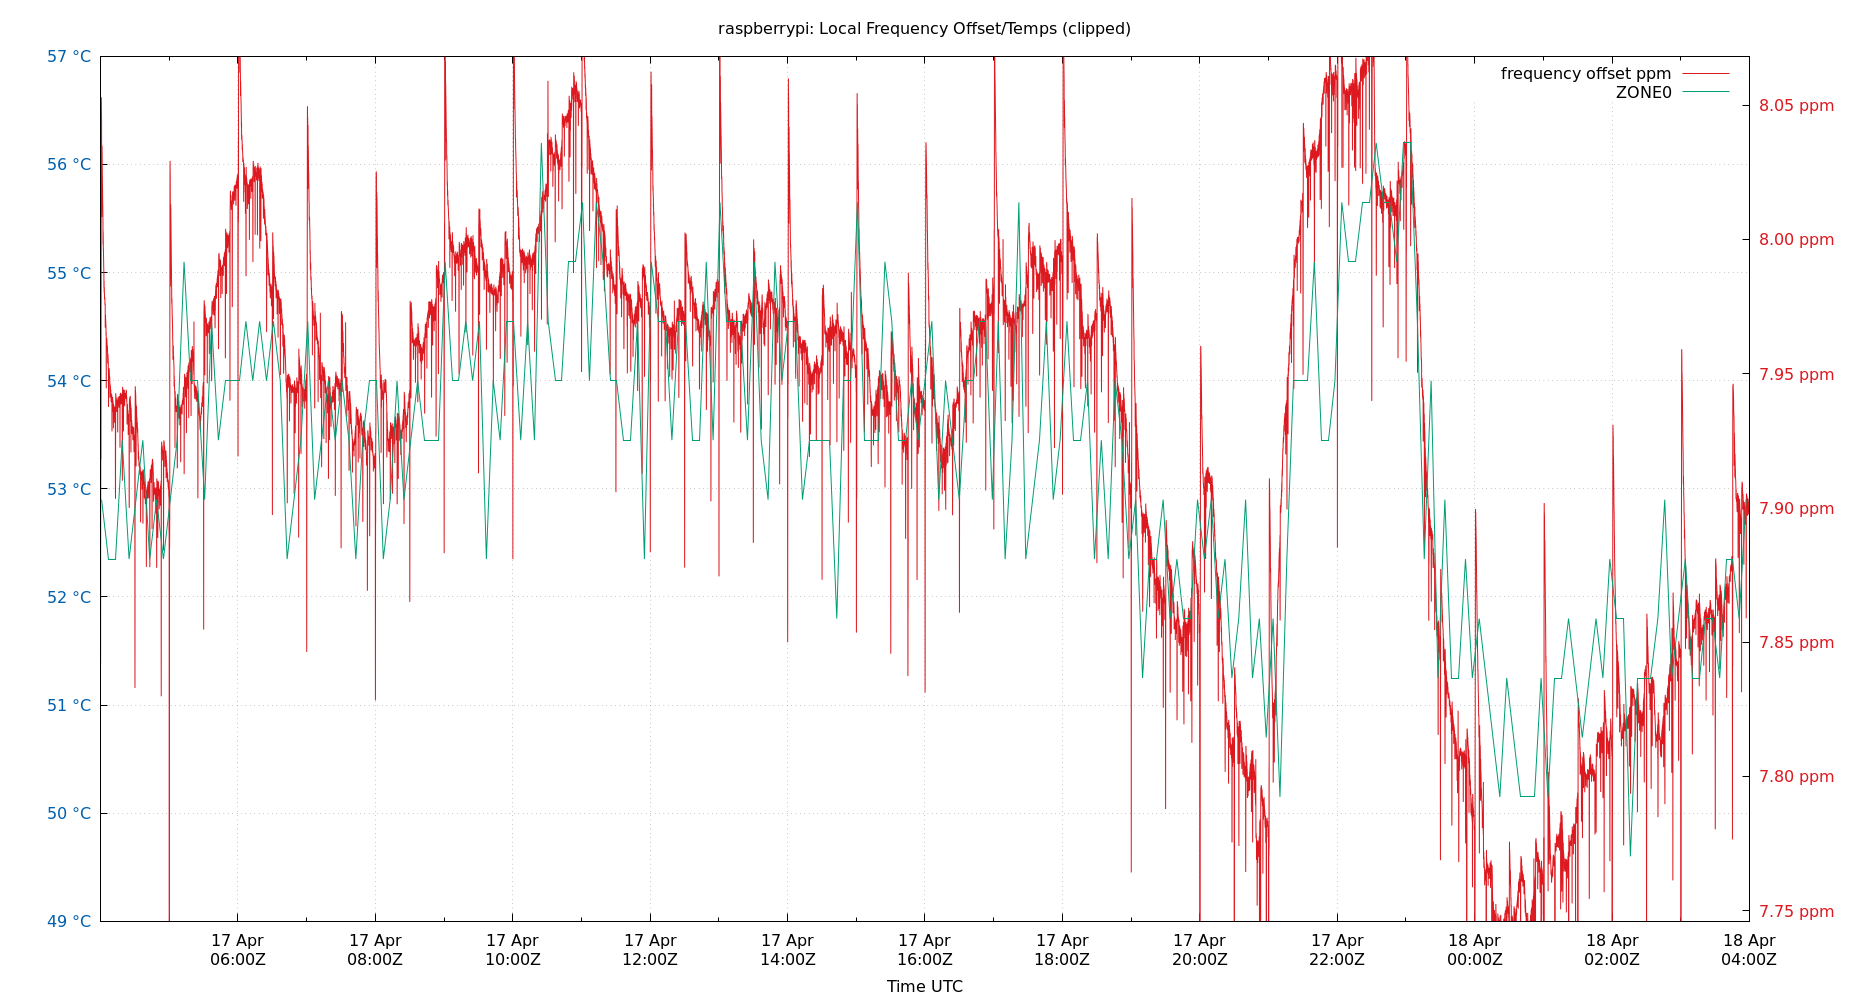 raspberrypi: Local Frequency Offset/Temps (clipped)
57 °C
56 °C
55 °C
54 °C
53 °C
52 °C
51 °C
50 °C
49 °C
frequency offset ppm
ZONE0
8.05 ppm
8.00 ppm
7.95 ppm
7.90 ppm
7.85 ppm
7.80 ppm
7.75 ppm
17 Apr 17 Apr 17 Apr 17 Apr 17 Apr 17 Apr 17 Apr 17 Apr 17 Apr 18 Apr 18 Apr 18 Apr
06:00Z 08:00Z 10:00Z 12:00Z 14:00Z 16:00Z 18:00Z 20:00Z 22:00Z 00:00Z 02:00Z 04:00Z
Time UTC